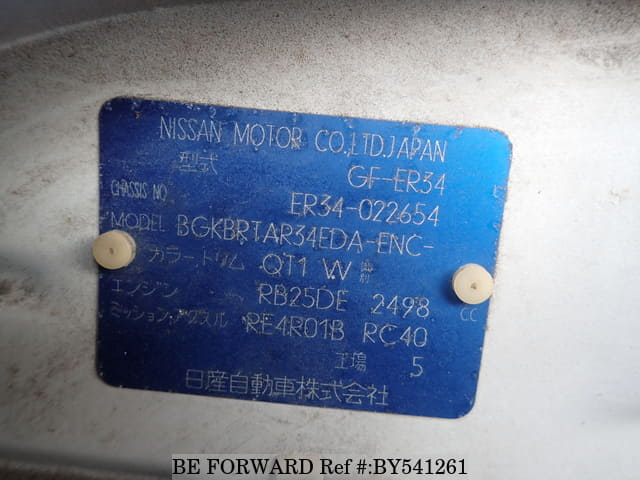 NISSAN MOTOR CO.,LTD.JAPAN
型式 GF-ER34
CHASSIS NO ER34-022654
MODEL BGKBRTAR34EDA-ENC-
カラー・トリム QT1 W
エンジン RB25DE 2498 CC
ミッション・アクスル RE4R01B RC40
工場 5
日産自動車株式会社
BE FORWARD Ref #:BY541261